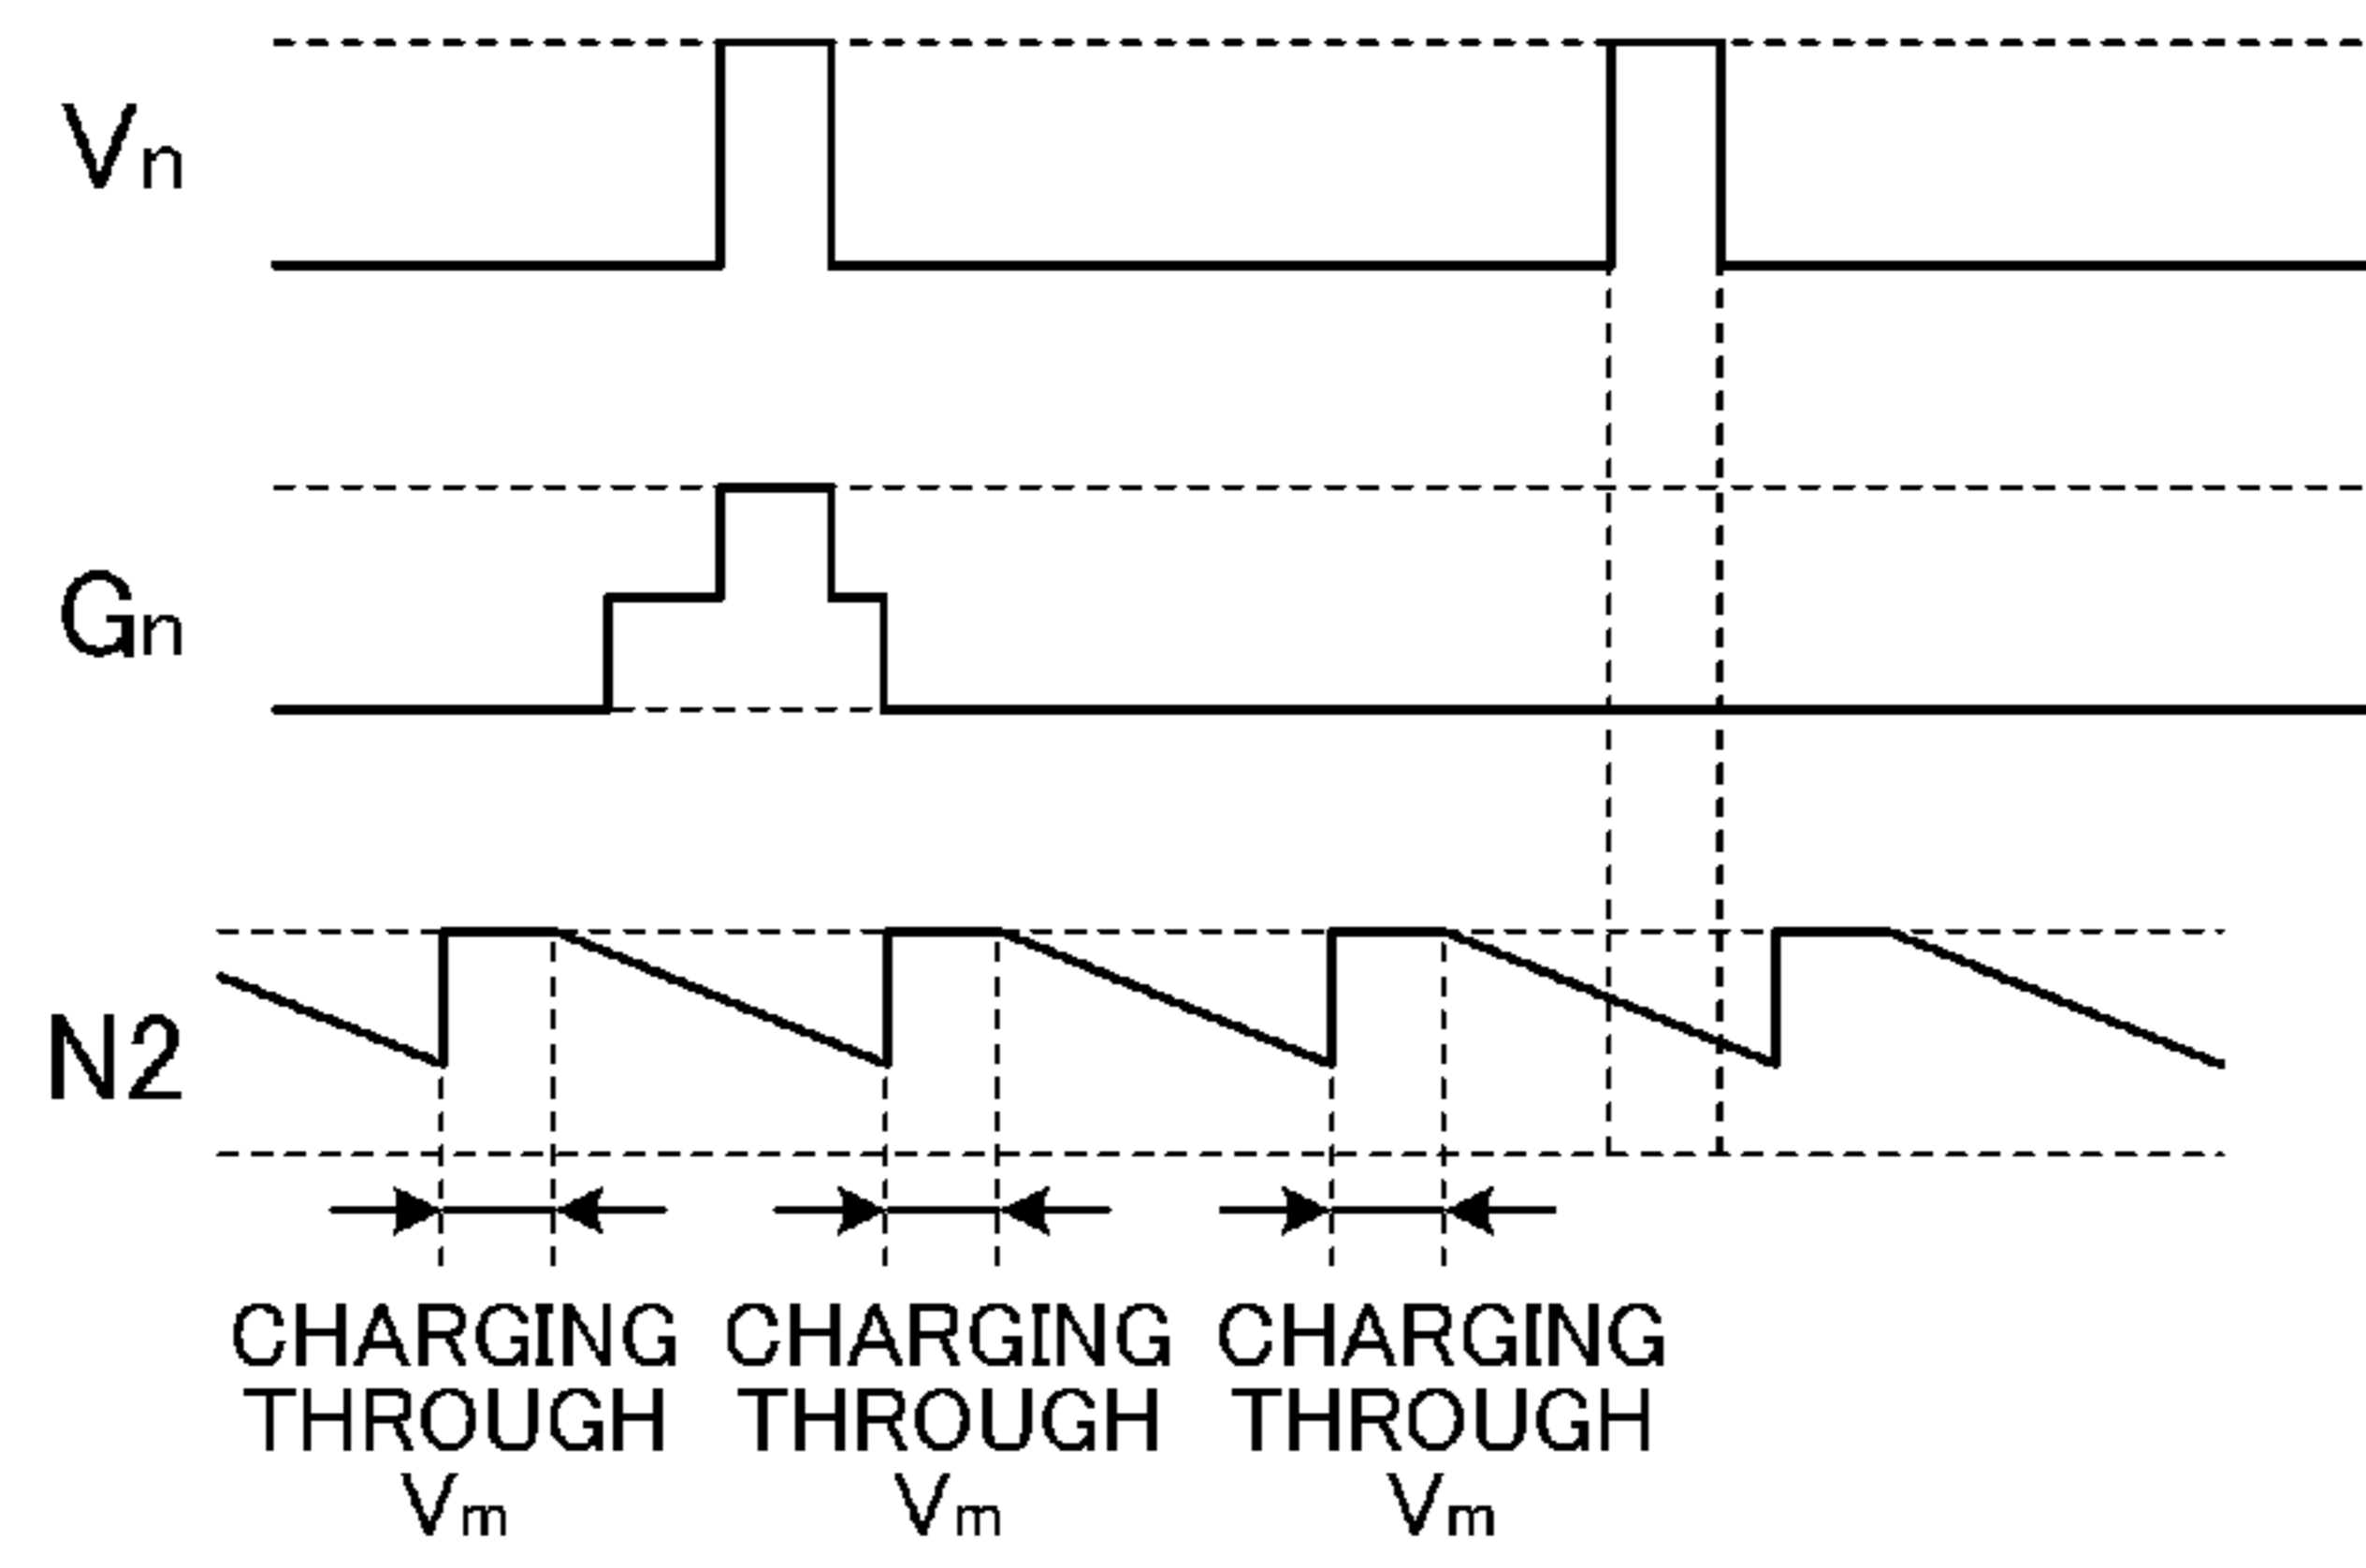 Vn
Gn
N2
CHARGING CHARGING CHARGING
THROUGH THROUGH THROUGH
Vm Vm Vm